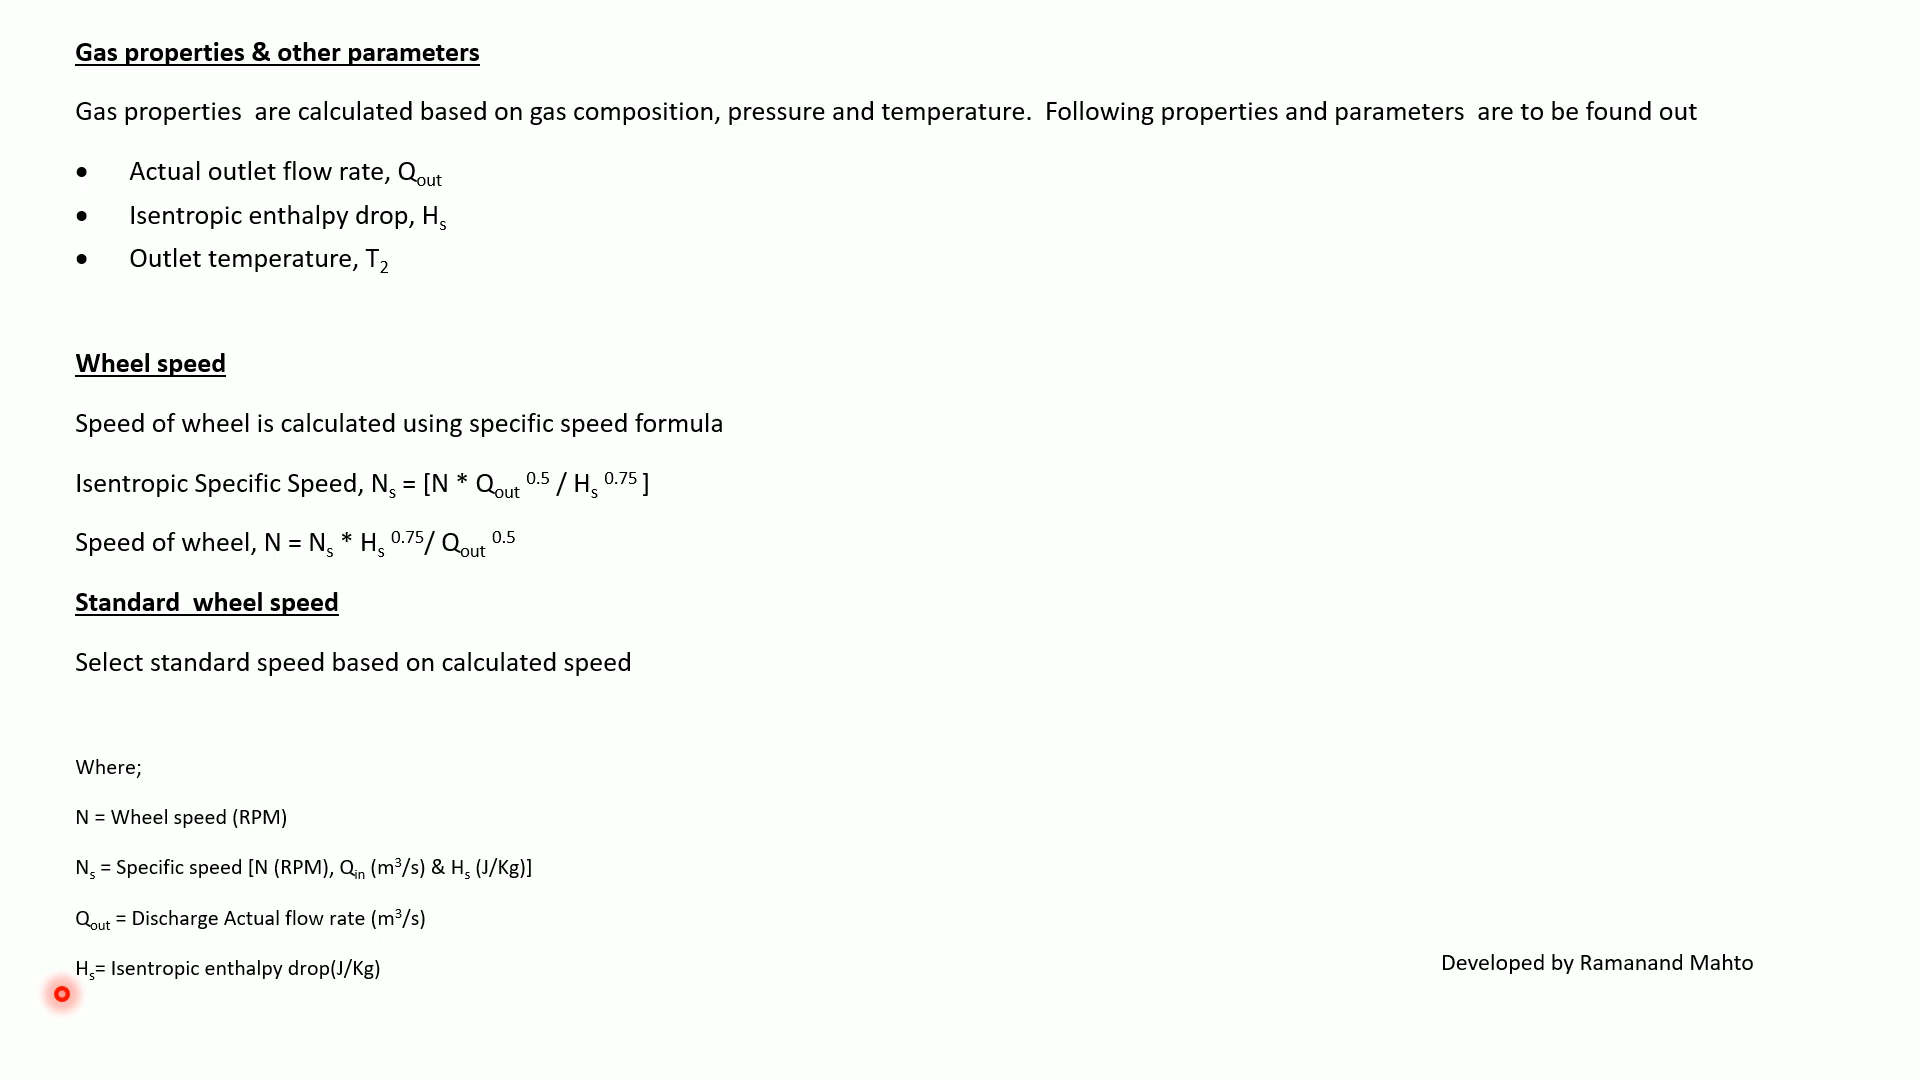 Gas properties & other parameters
Gas properties  are calculated based on gas composition, pressure and temperature.  Following properties and parameters  are to be found out
• Actual outlet flow rate, Qout
• Isentropic enthalpy drop, Hs
• Outlet temperature, T2
Wheel speed
Speed of wheel is calculated using specific speed formula
Isentropic Specific Speed, Ns = [N * Qout 0.5 / Hs 0.75 ]
Speed of wheel, N = Ns * Hs 0.75/ Qout 0.5
Standard  wheel speed
Select standard speed based on calculated speed
Where;
N = Wheel speed (RPM)
Ns = Specific speed [N (RPM), Qin (m3/s) & Hs (J/Kg)]
Qout = Discharge Actual flow rate (m3/s)
Hs= Isentropic enthalpy drop(J/Kg)
Developed by Ramanand Mahto